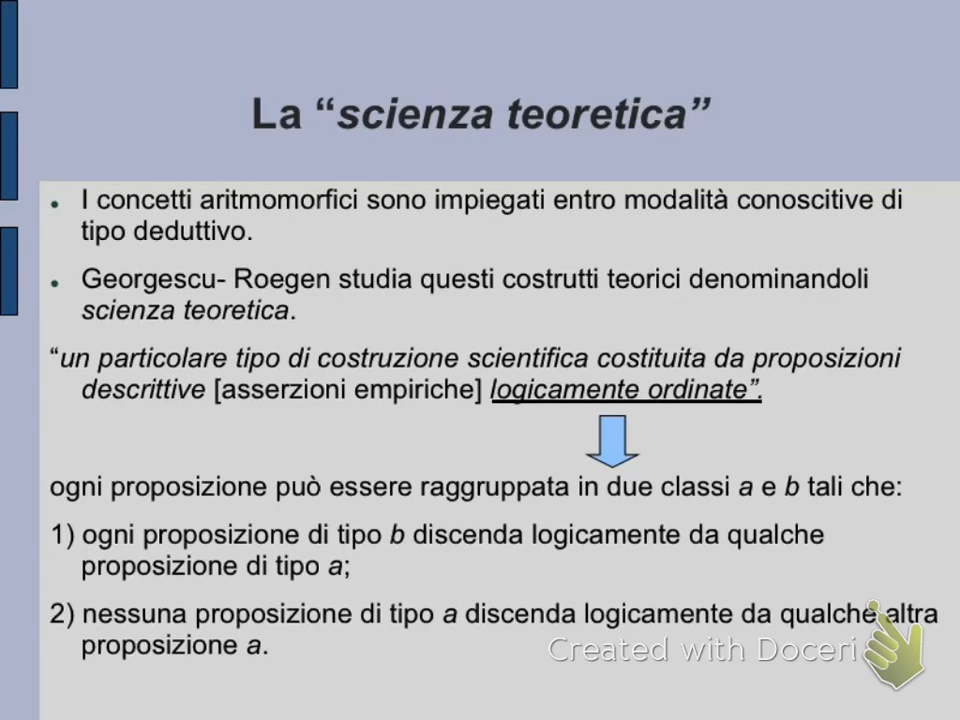 La “scienza teoretica”
I concetti aritmomorfici sono impiegati entro modalità conoscitive di
tipo deduttivo.
Georgescu- Roegen studia questi costrutti teorici denominandoli
scienza teoretica.
“un particolare tipo di costruzione scientifica costituita da proposizioni
descrittive [asserzioni empiriche] logicamente ordinate”.
ogni proposizione può essere raggruppata in due classi a e b tali che:
1) ogni proposizione di tipo b discenda logicamente da qualche
proposizione di tipo a;
2) nessuna proposizione di tipo a discenda logicamente da qualche altra
proposizione a.
Created with Doceri